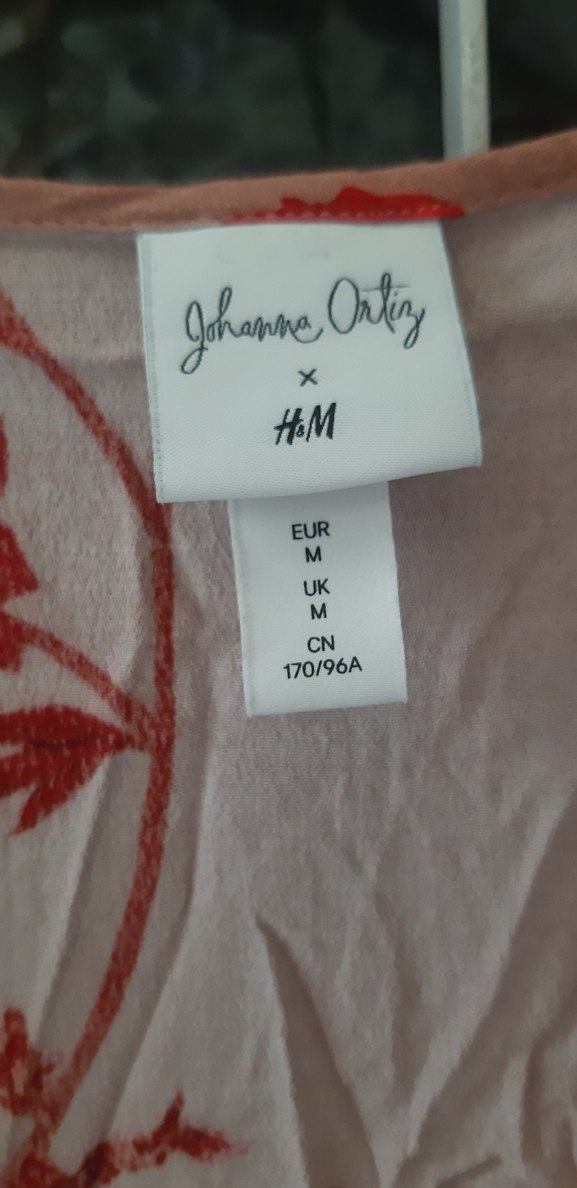 Johanna Ortiz
×
H&M
EUR
M
UK
M
CN
170/96A